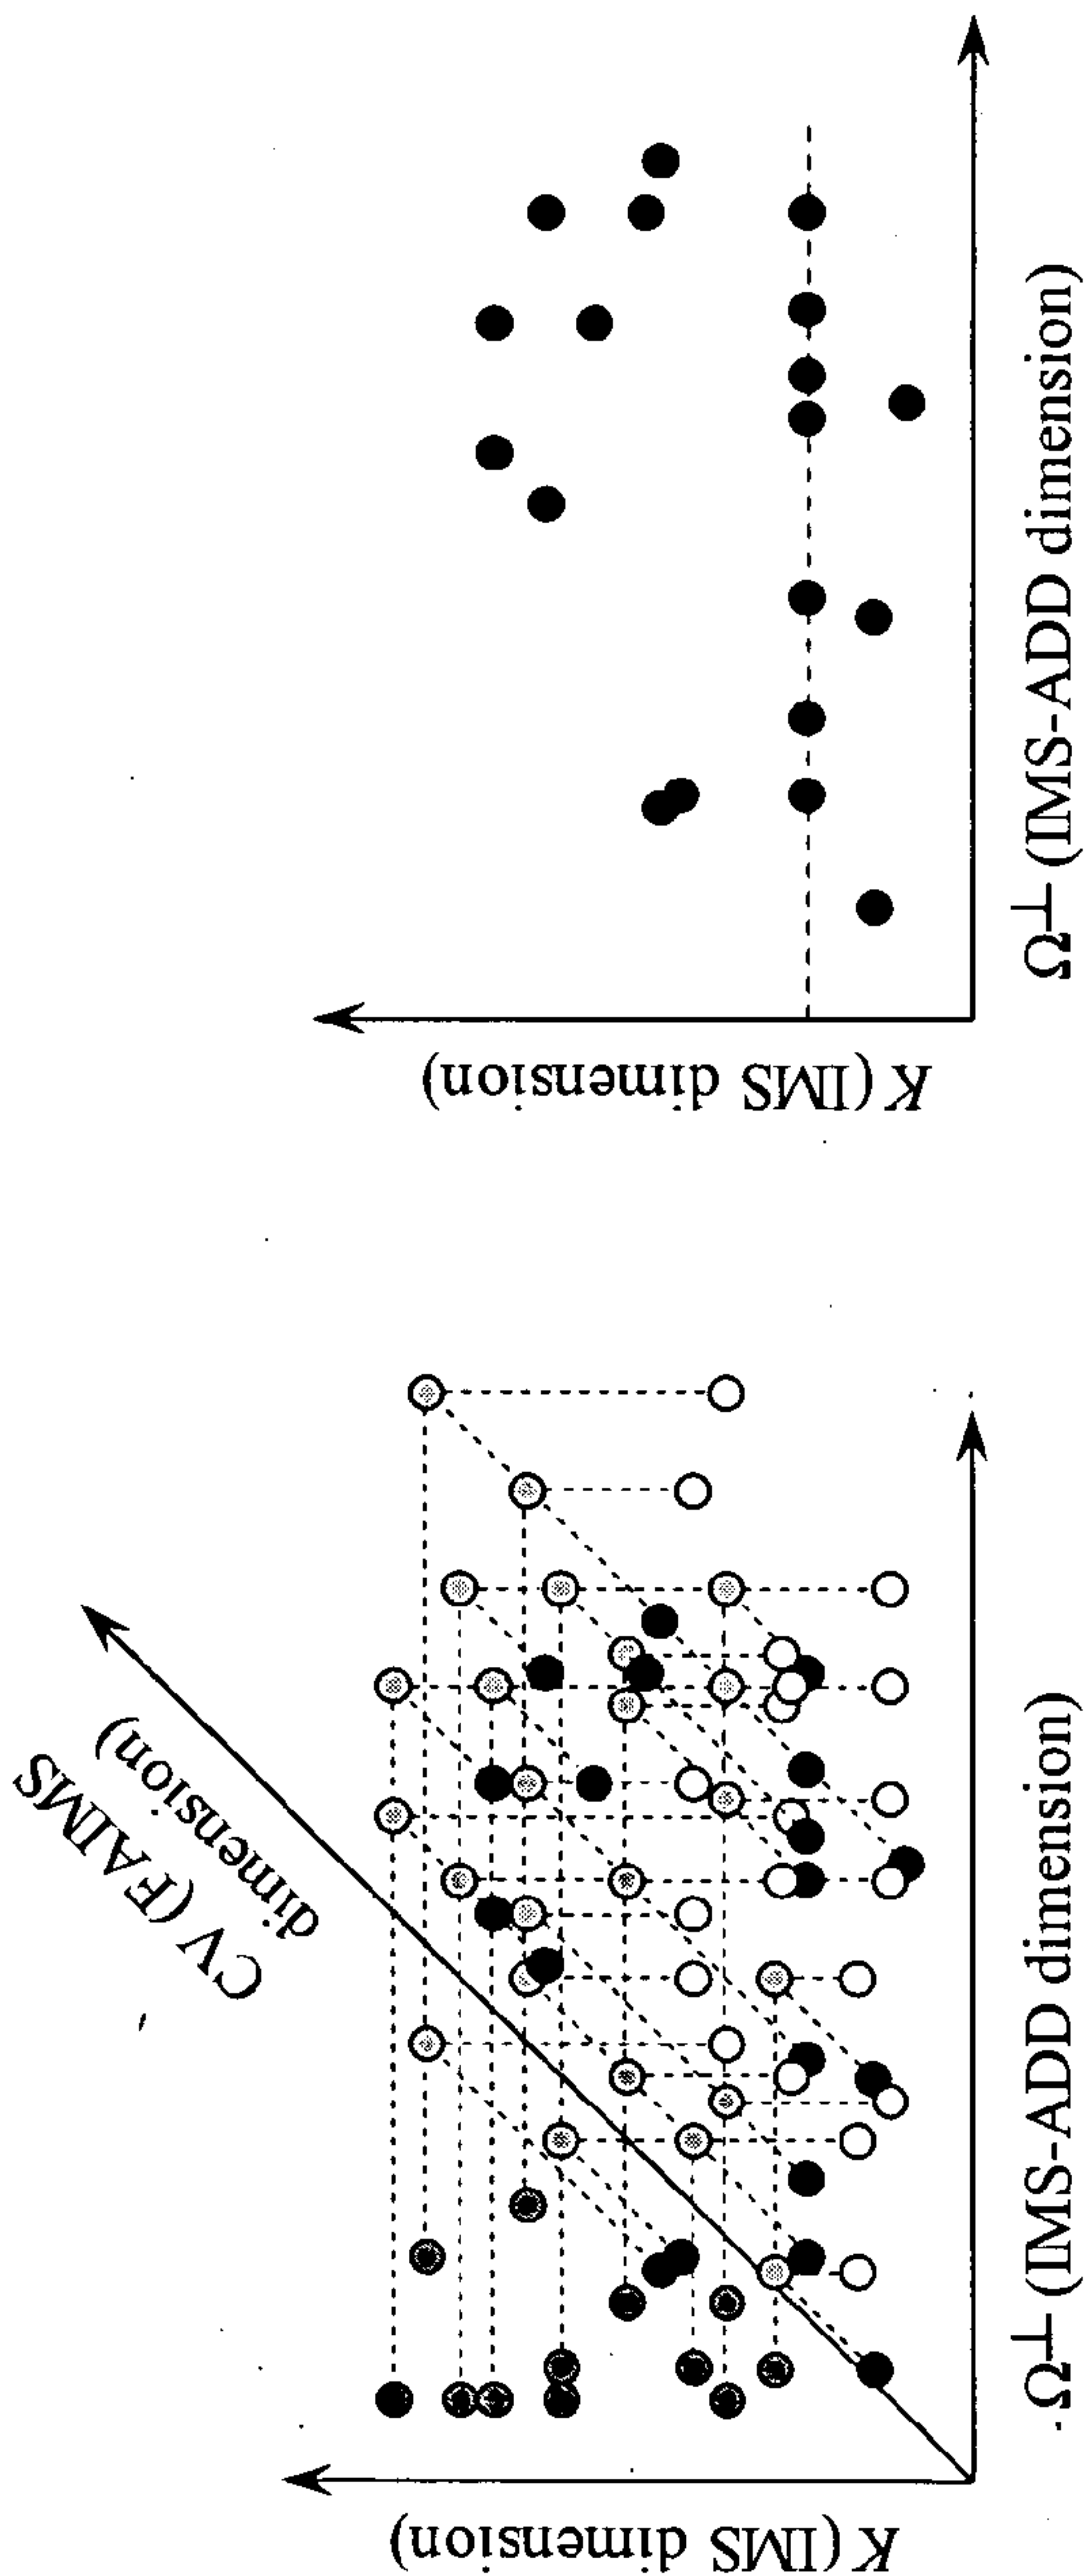 K (IMS dimension)
Ω⊥ (IMS-ADD dimension)
CV (FAIMS
dimension)
K (IMS dimension)
Ω⊥ (IMS-ADD dimension)